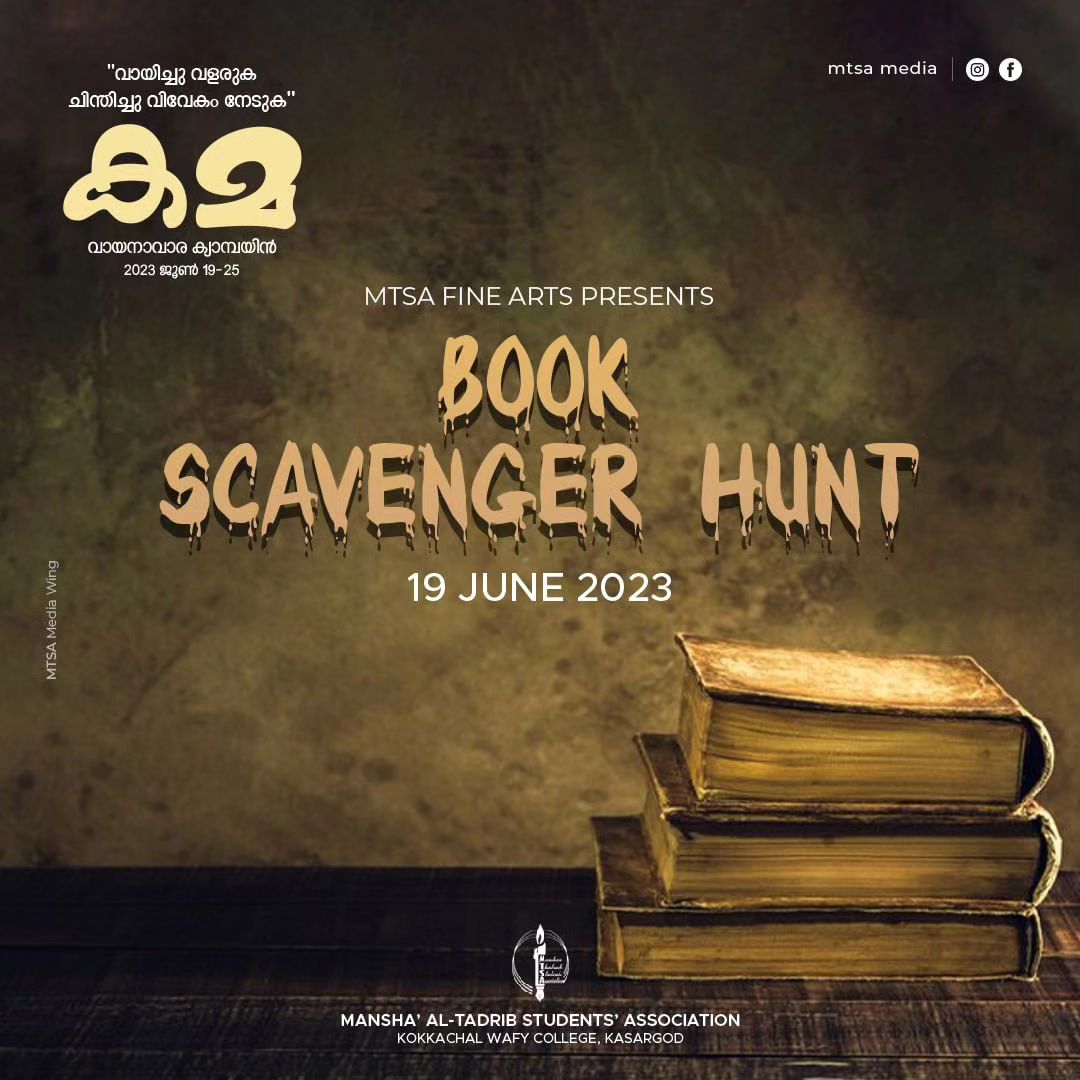 "വായിച്ചു വളരുക
ചിന്തിച്ചു വിവേകം നേടുക"
കമ
വായനാവാര ക്യാമ്പയിൻ
2023 ജൂൺ 19-25
mtsa media
MTSA FINE ARTS PRESENTS
BOOK
SCAVENGER HUNT
19 JUNE 2023
MTSA Media Wing
MANSHA' AL-TADRIB STUDENTS' ASSOCIATION
KOKKACHAL WAFY COLLEGE, KASARGOD